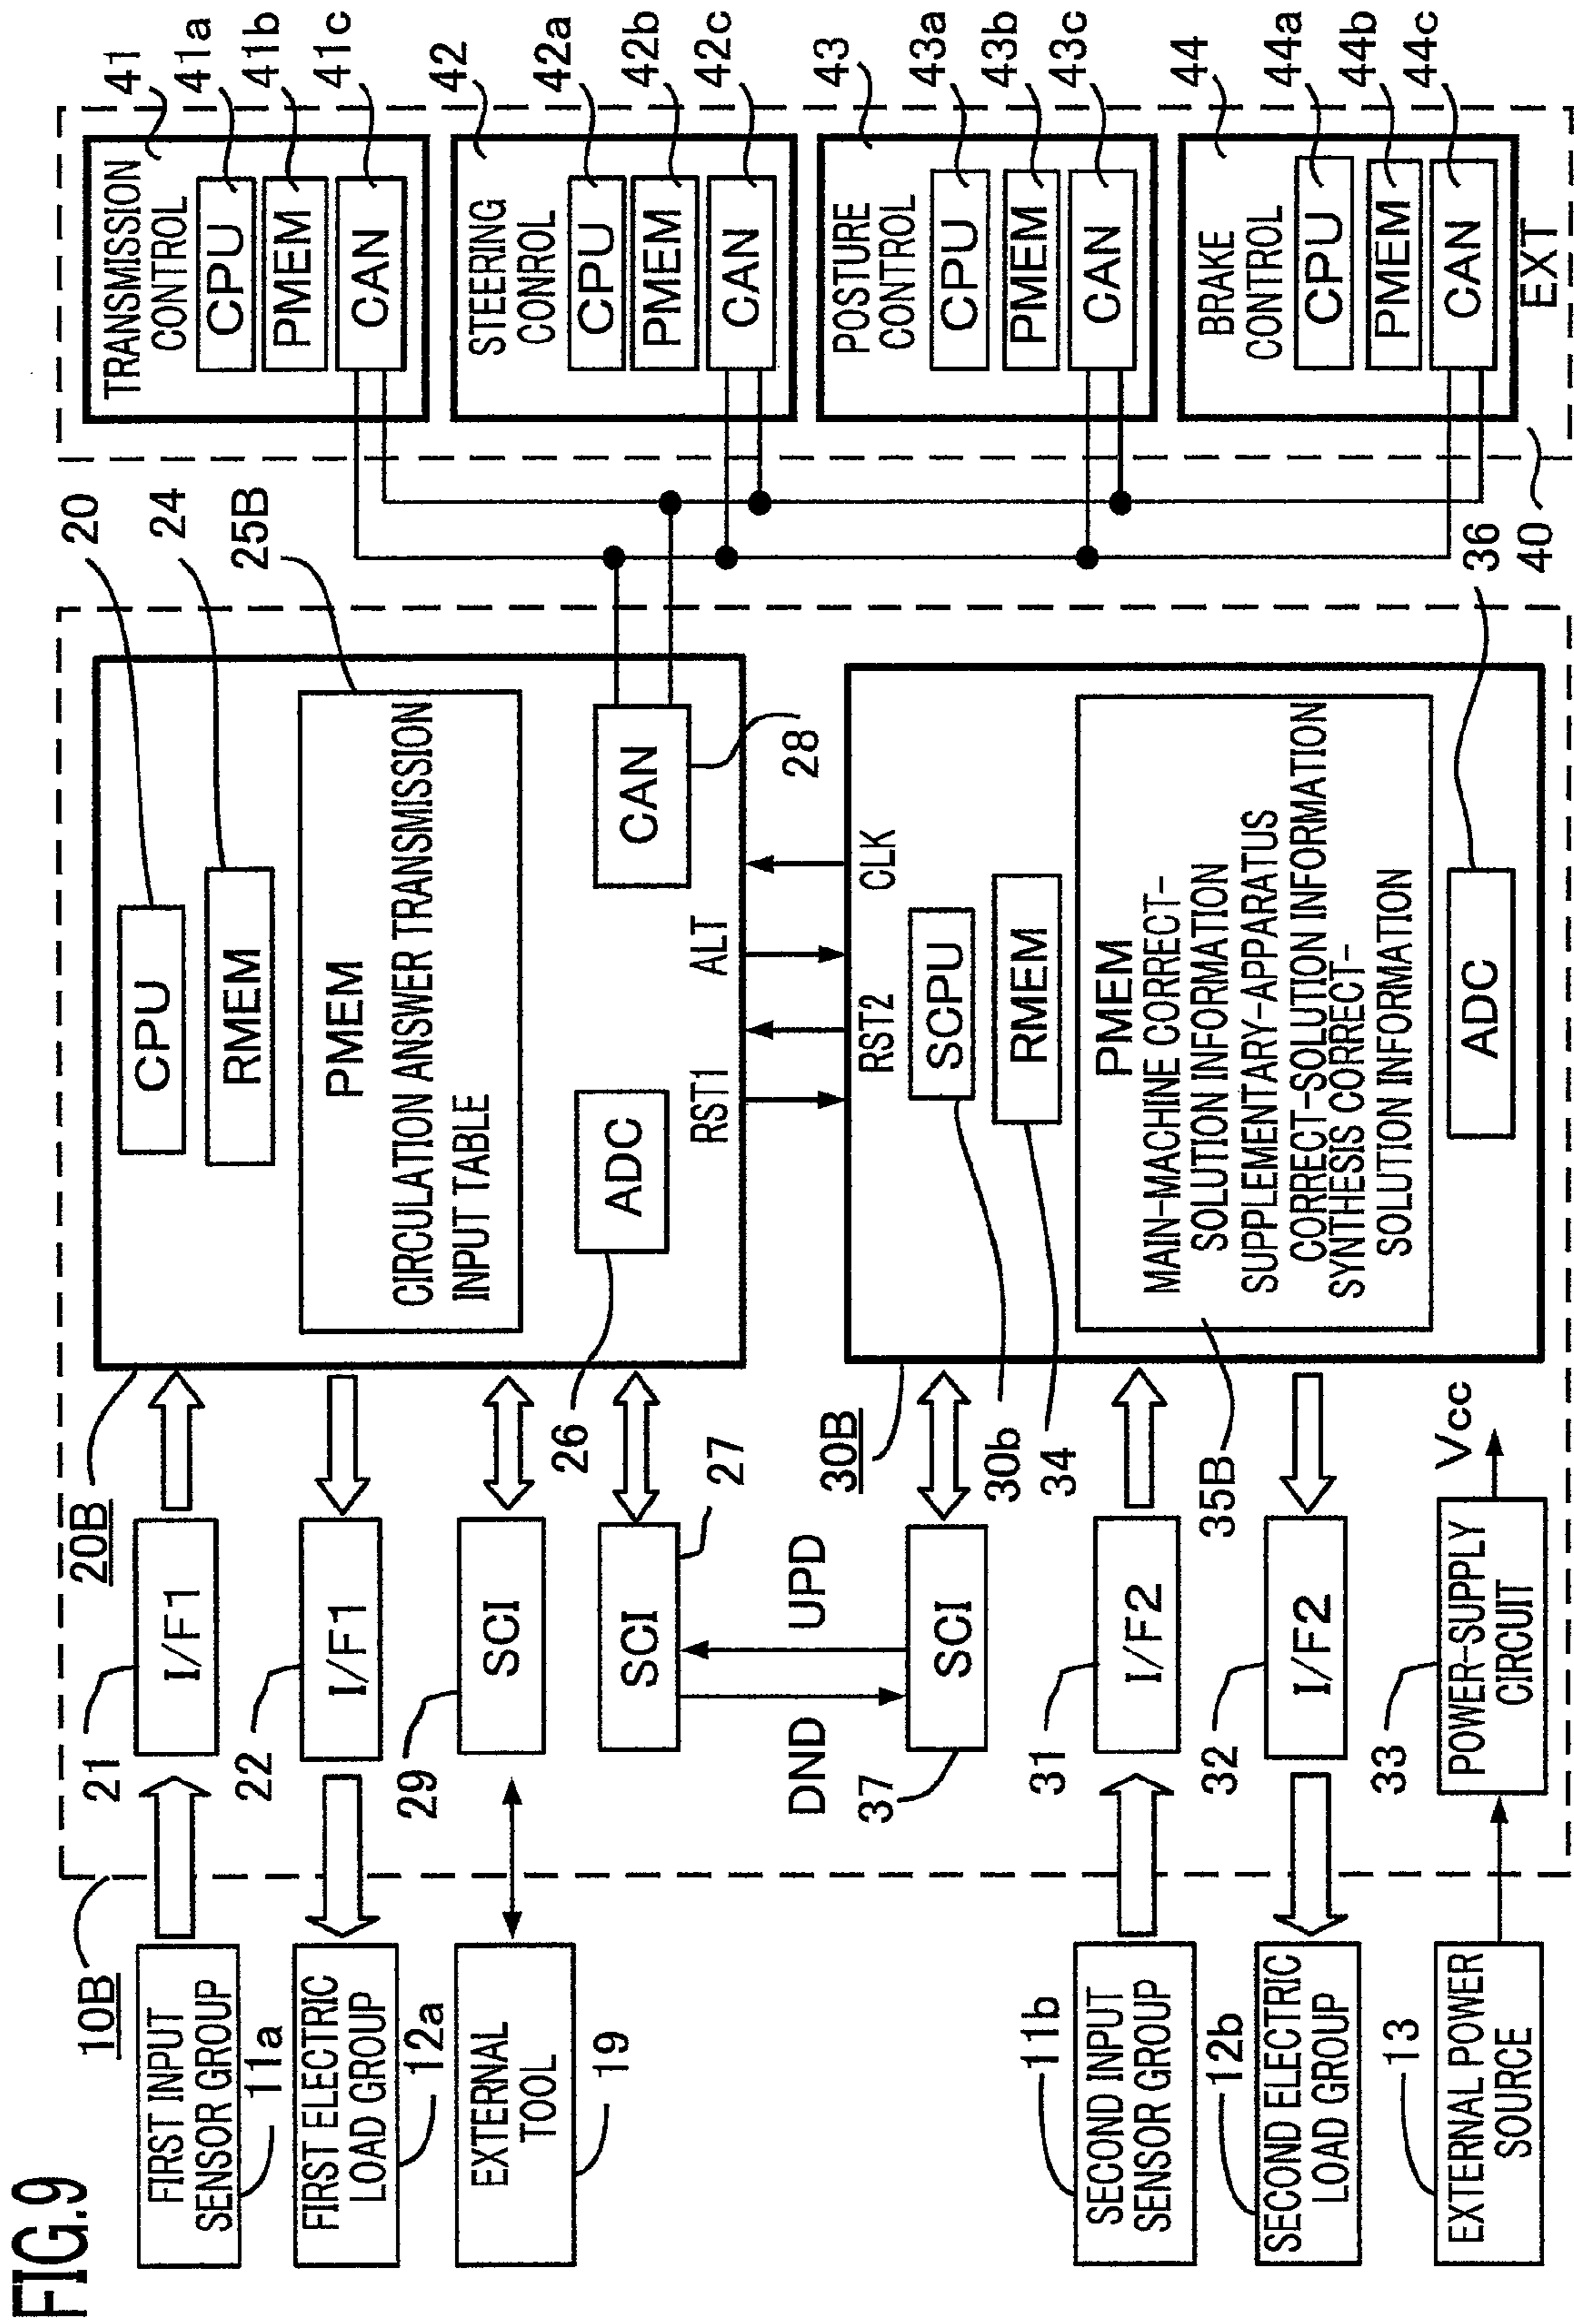 FIG.9
10B
FIRST INPUT
SENSOR GROUP
11a
FIRST ELECTRIC
LOAD GROUP
12a
EXTERNAL
TOOL
19
SECOND INPUT
SENSOR GROUP
11b
SECOND ELECTRIC
LOAD GROUP
12b
EXTERNAL POWER
SOURCE
13
I/F1
21
I/F1
22
SCI
29
SCI
27
UPD
DND
SCI
37
I/F2
31
I/F2
32
POWER-SUPPLY
CIRCUIT
33
Vcc
20B
CPU
20
RMEM
24
PMEM
CIRCULATION ANSWER TRANSMISSION
INPUT TABLE
25B
ADC
26
CAN
28
RST1
RST2
ALT
CLK
30B
SCPU
30b
RMEM
34
PMEM
MAIN-MACHINE CORRECT-
SOLUTION INFORMATION
SUPPLEMENTARY-APPARATUS
CORRECT-SOLUTION INFORMATION
SYNTHESIS CORRECT-
SOLUTION INFORMATION
35B
ADC
36
TRANSMISSION
CONTROL
41
CPU
41a
PMEM
41b
CAN
41c
STEERING
CONROL
42
CPU
42a
PMEM
42b
CAN
42c
POSTURE
CONTROL
43
CPU
43a
PMEM
43b
CAN
43c
BRAKE
CONTROL
44
CPU
44a
PMEM
44b
CAN
44c
EXT
40